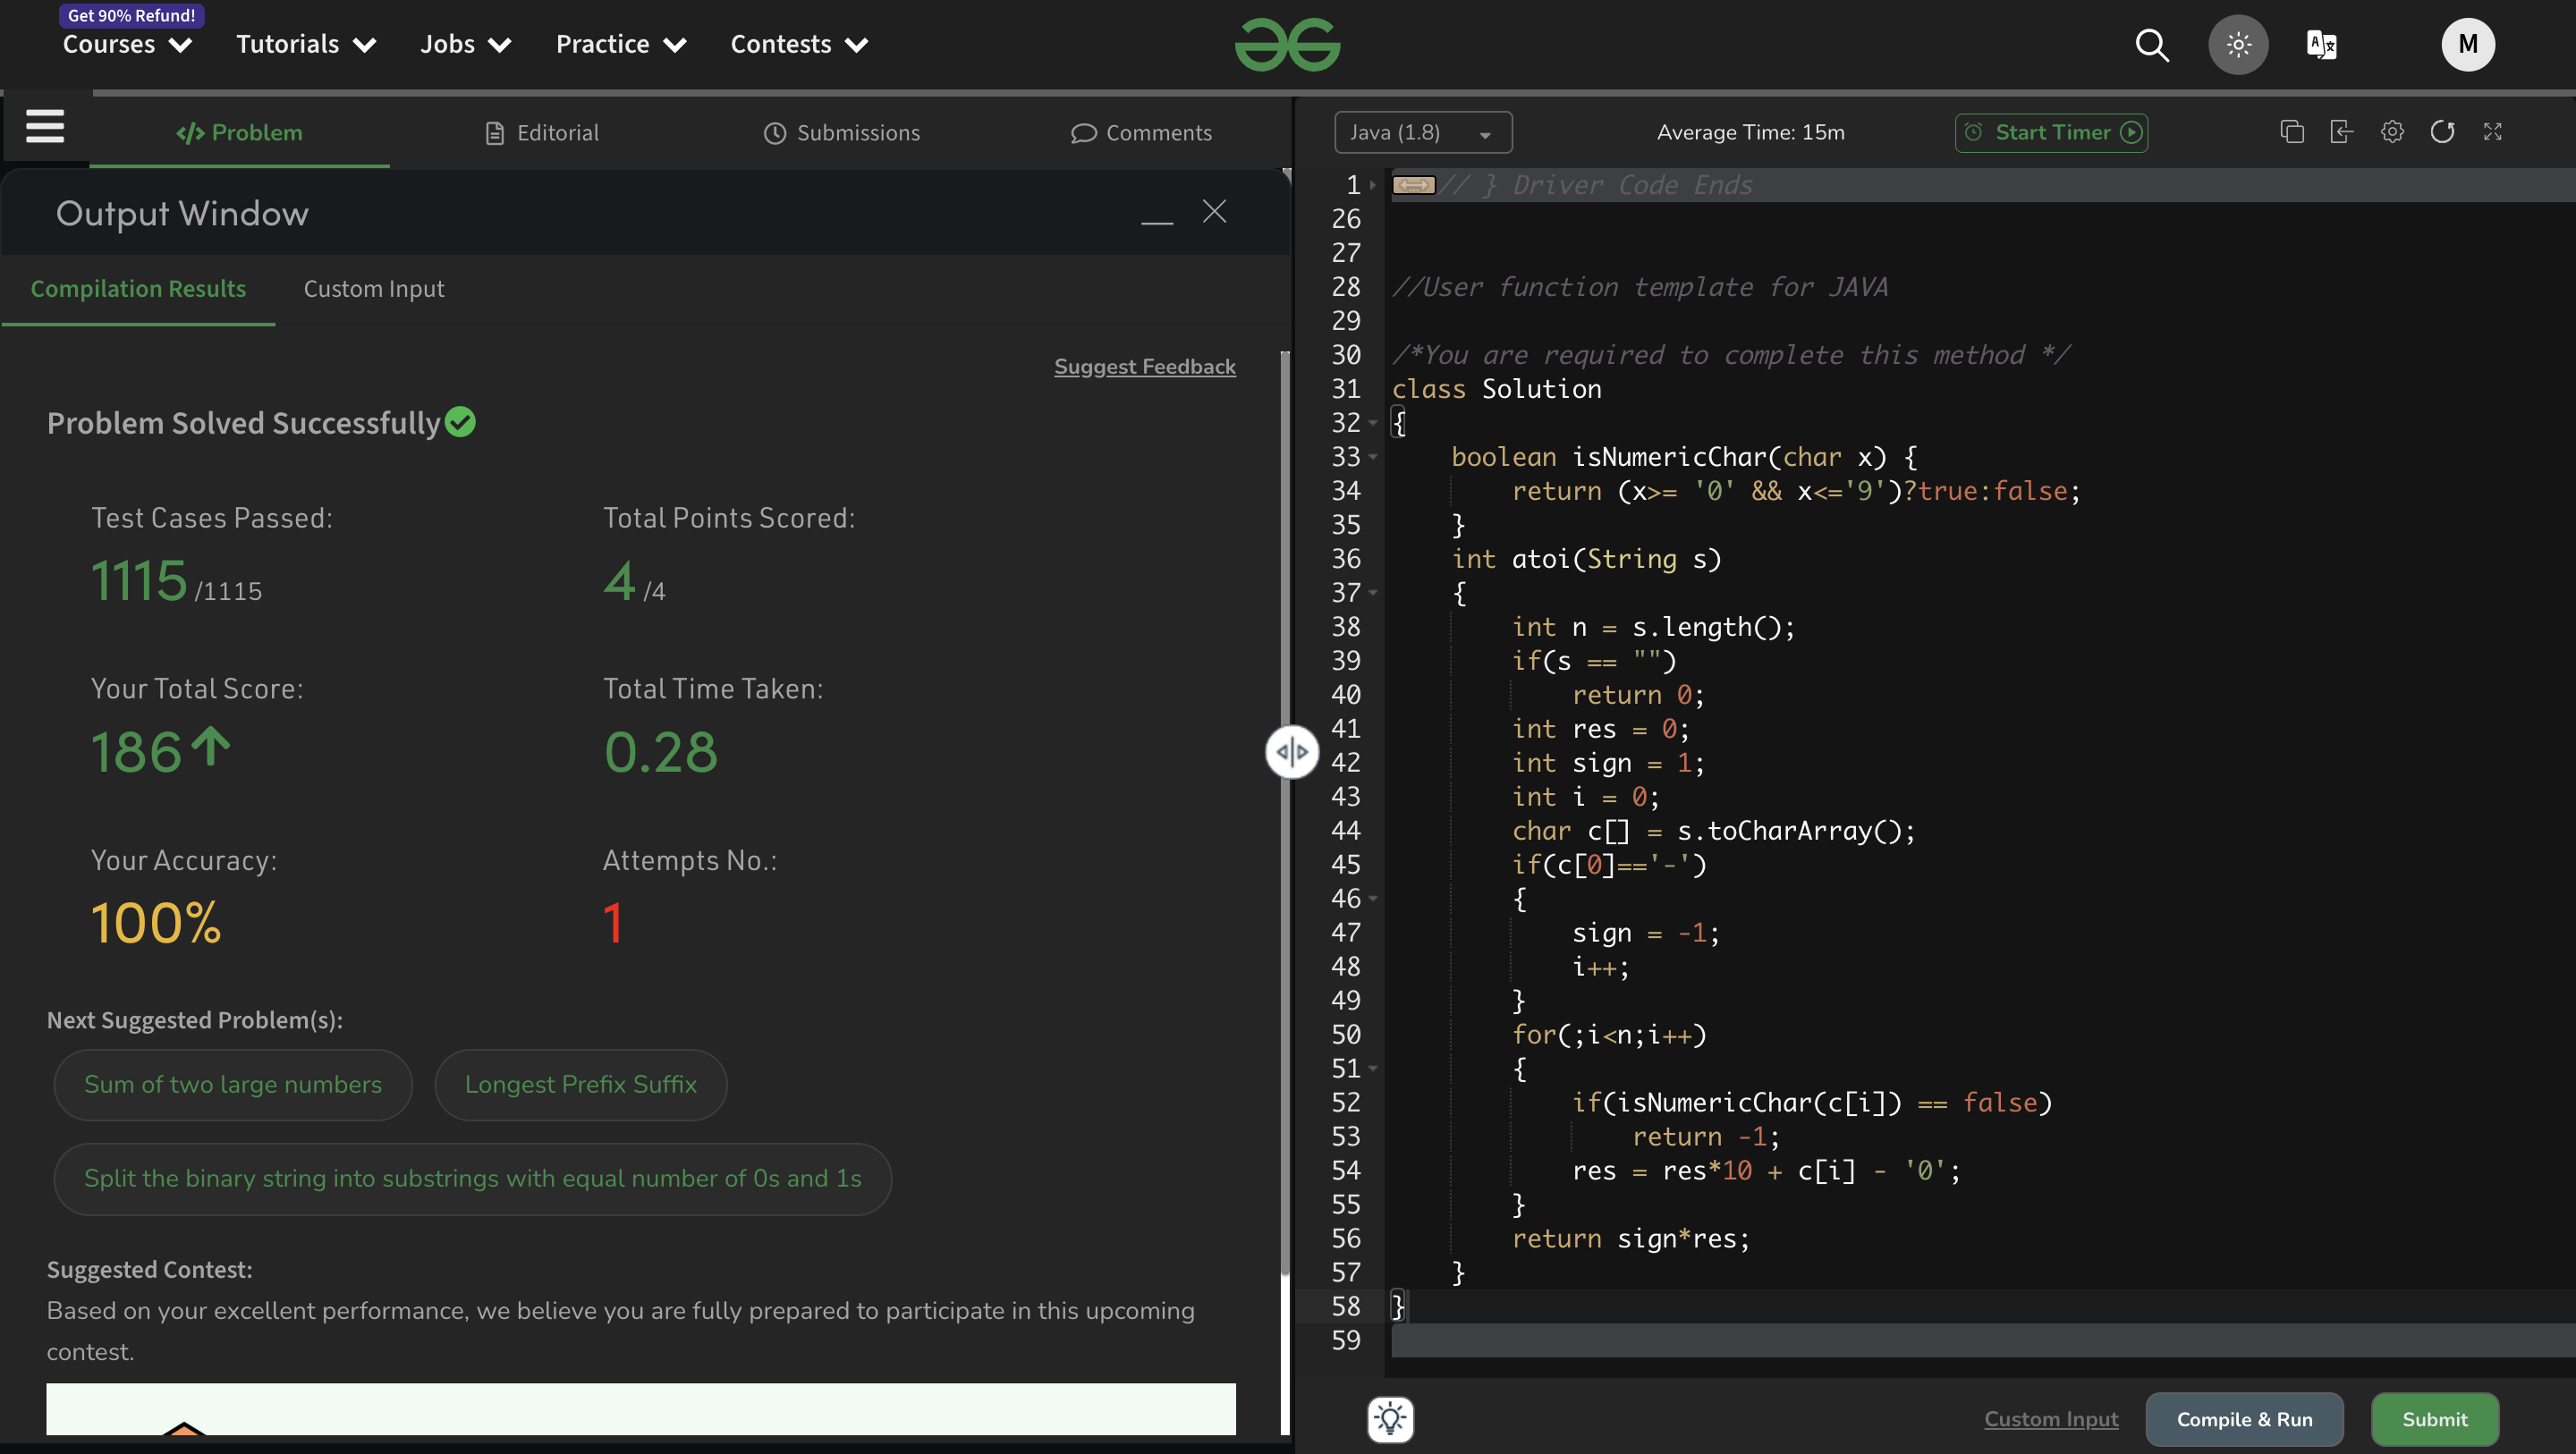 Get 90% Refund!
Courses Tutorials Jobs Practice Contests
M
Problem Editorial Submissions Comments
Output Window
Compilation Results Custom Input
Suggest Feedback
Problem Solved Successfully
Test Cases Passed: Total Points Scored:
1115 /1115 4 /4
Your Total Score: Total Time Taken:
186 0.28
Your Accuracy: Attempts No.:
100% 1
Next Suggested Problem(s):
Sum of two large numbers Longest Prefix Suffix
Split the binary string into substrings with equal number of 0s and 1s
Suggested Contest:
Based on your excellent performance, we believe you are fully prepared to participate in this upcoming
contest.
Java (1.8) Average Time: 15m Start Timer
1 // } Driver Code Ends
26
27
28 //User function template for JAVA
29
30 /*You are required to complete this method */
31 class Solution
32 {
33 boolean isNumericChar(char x) {
34 return (x>= '0' && x<='9')?true:false;
35 }
36 int atoi(String s)
37 {
38 int n = s.length();
39 if(s == "")
40 return 0;
41 int res = 0;
42 int sign = 1;
43 int i = 0;
44 char c[] = s.toCharArray();
45 if(c[0]=='-')
46 {
47 sign = -1;
48 i++;
49 }
50 for(;i<n;i++)
51 {
52 if(isNumericChar(c[i]) == false)
53 return -1;
54 res = res*10 + c[i] - '0';
55 }
56 return sign*res;
57 }
58 }
59
Custom Input Compile & Run Submit